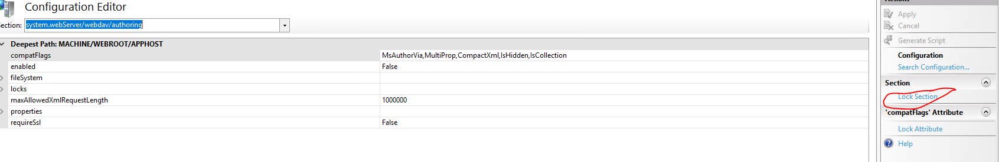 Configuration Editor
Section: system.webServer/webdav/authoring
Deepest Path: MACHINE/WEBROOT/APPHOST
compatFlags MsAuthorVia,MultiProp,CompactXml,IsHidden,IsCollection
enabled False
fileSystem
locks
maxAllowedXmlRequestLength 1000000
properties
requireSsl False
Actions
Apply
Cancel
Generate Script
Configuration
Search Configuration...
Section
Lock Section
'compatFlags' Attribute
Lock Attribute
Help